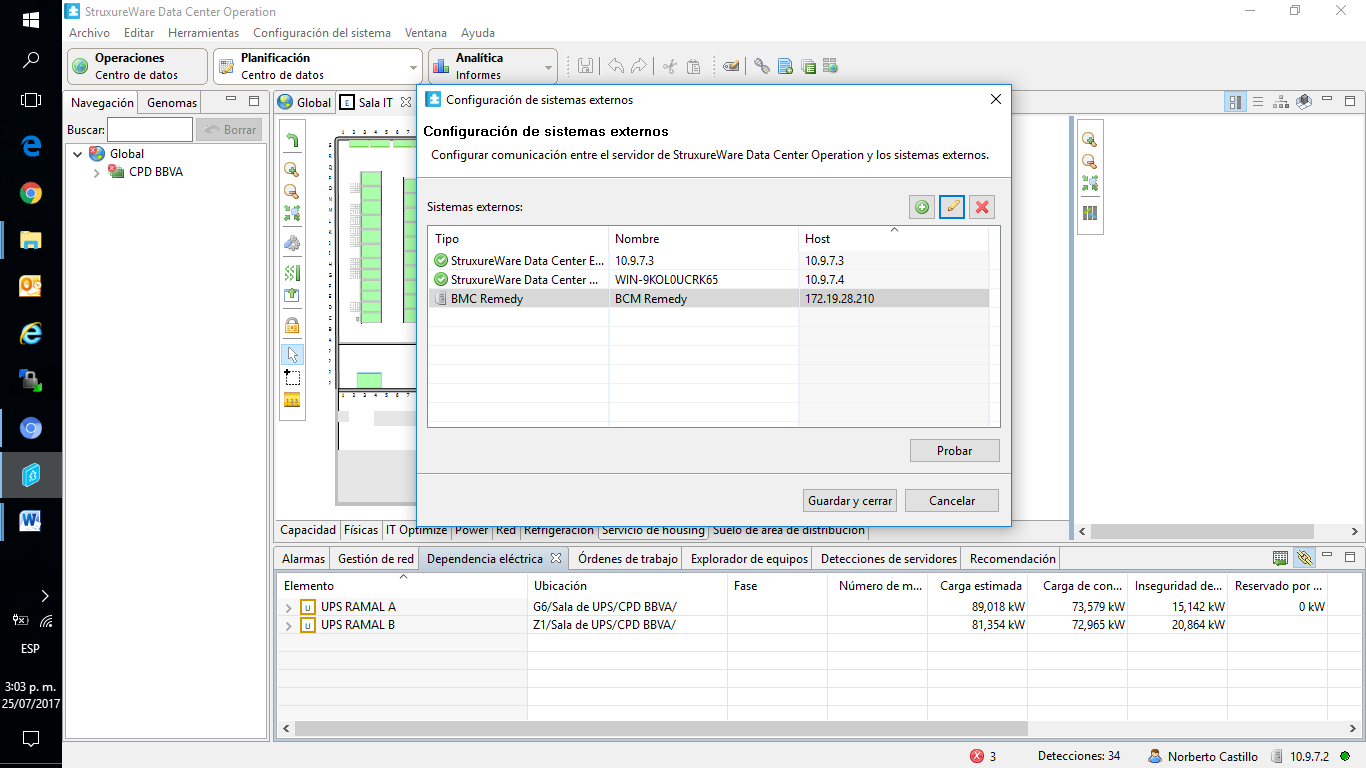 StruxureWare Data Center Operation
Archivo Editar Herramientas Configuración del sistema Ventana Ayuda
Operaciones
Centro de datos
Planificación
Centro de datos
Analítica
Informes
Navegación Genomas
Buscar: Borrar
Global
CPD BBVA
Global Sala IT
Configuración de sistemas externos
Configuración de sistemas externos
Configurar comunicación entre el servidor de StruxureWare Data Center Operation y los sistemas externos.
Sistemas externos:
Tipo Nombre Host
StruxureWare Data Center E... 10.9.7.3 10.9.7.3
StruxureWare Data Center ... WIN-9KOL0UCRK65 10.9.7.4
BMC Remedy BCM Remedy 172.19.28.210
Probar
Guardar y cerrar Cancelar
Capacidad Físicas IT Optimize Power Red Refrigeración Servicio de housing Suelo de área de distribución
Alarmas Gestión de red Dependencia eléctrica Órdenes de trabajo Explorador de equipos Detecciones de servidores Recomendación
Elemento Ubicación Fase Número de m... Carga estimada Carga de con... Inseguridad de... Reservado por ...
UPS RAMAL A G6/Sala de UPS/CPD BBVA/ 89,018 kW 73,579 kW 15,142 kW 0 kW
UPS RAMAL B Z1/Sala de UPS/CPD BBVA/ 81,354 kW 72,965 kW 20,864 kW
3 Detecciones: 34 Norberto Castillo 10.9.7.2
ESP
3:03 p. m.
25/07/2017